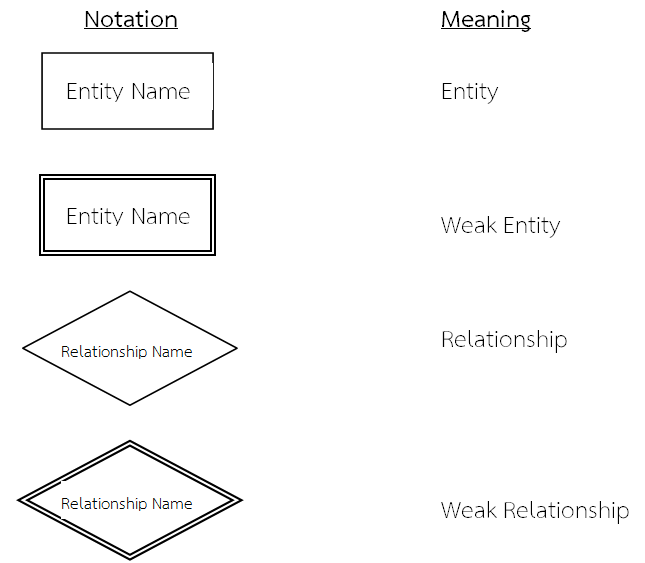 Notation Meaning
Entity Name Entity
Entity Name Weak Entity
Relationship Name Relationship
Relationship Name Weak Relationship